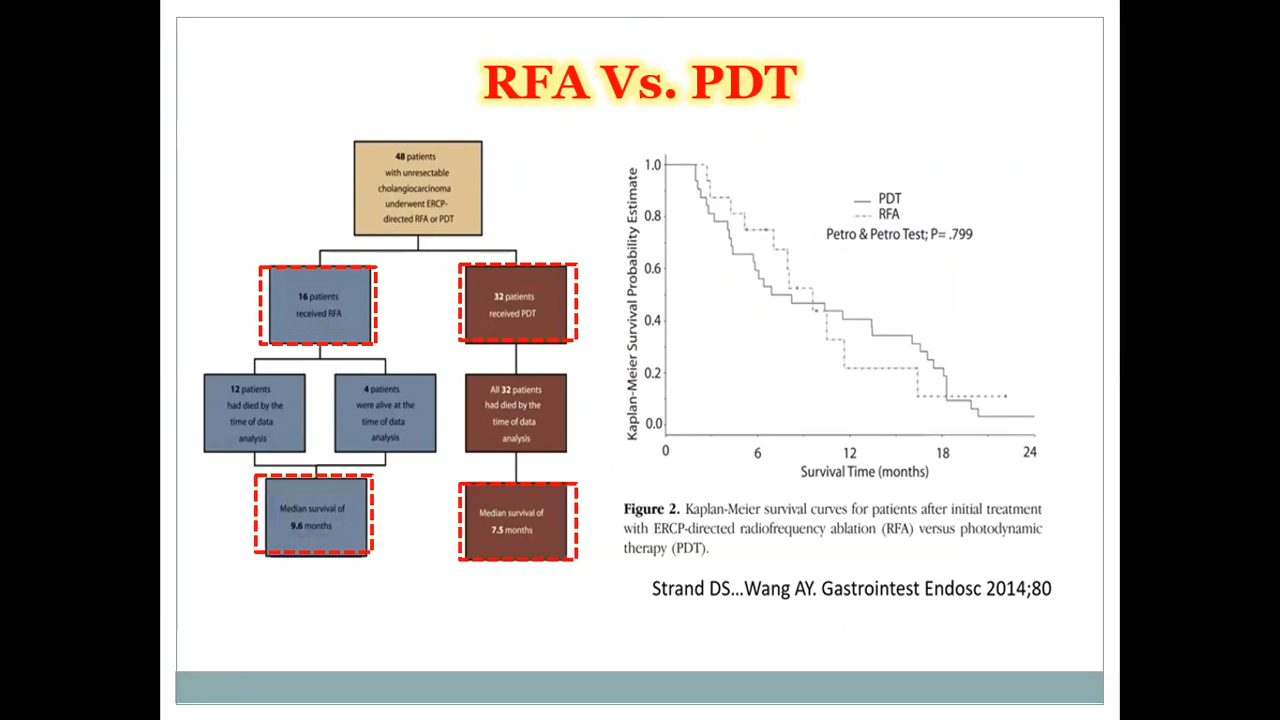 RFA Vs. PDT
48 patients
with unresectable
cholangiocarcinoma
underwent ERCP-
directed RFA or PDT
16 patients
received RFA
32 patients
received PDT
12 patients
had died by the
time of data
analysis
4 patients
were alive at the
time of data
analysis
All 32 patients
had died by the
time of data
analysis
Median survival of
9.6 months
Median survival of
7.5 months
Kaplan-Meier Survival Probability Estimate
1.0
0.8
0.6
0.4
0.2
0.0
PDT
RFA
Petro & Petro Test; P= .799
0 6 12 18 24
Survival Time (months)
Figure 2. Kaplan-Meier survival curves for patients after initial treatment
with ERCP-directed radiofrequency ablation (RFA) versus photodynamic
therapy (PDT).
Strand DS...Wang AY. Gastrointest Endosc 2014;80